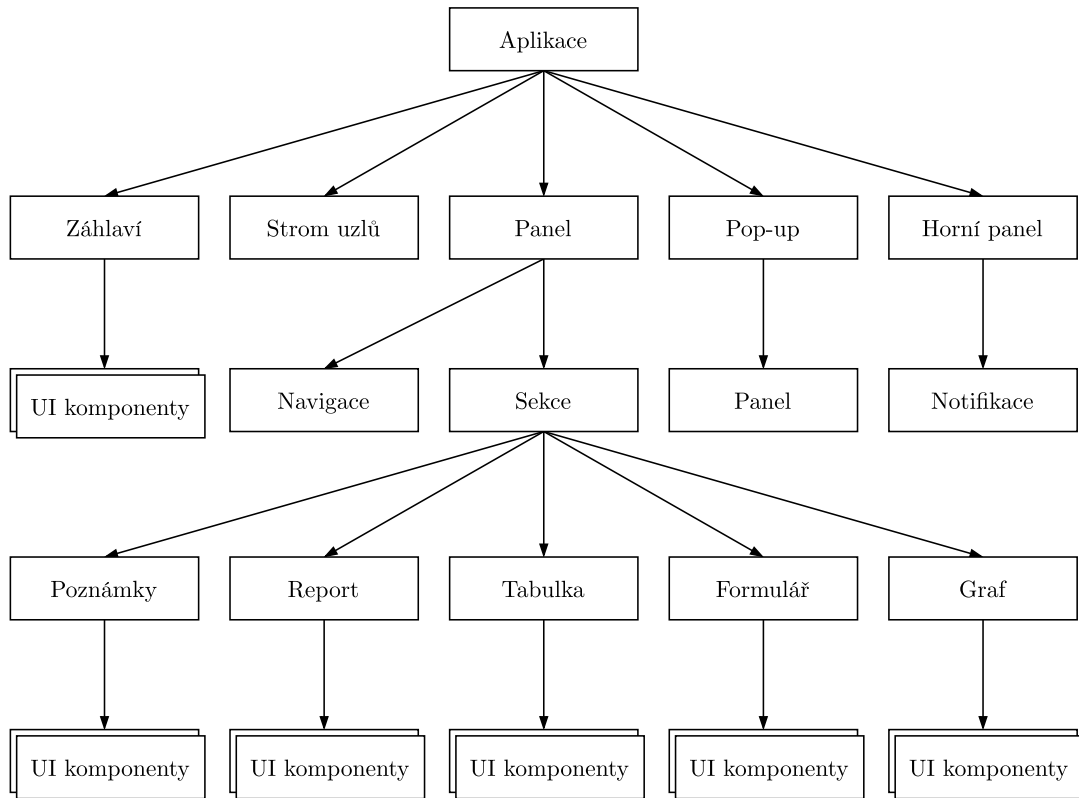 Aplikace
Záhlaví
Strom uzlů
Panel
Pop-up
Horní panel
UI komponenty
Navigace
Sekce
Panel
Notifikace
Poznámky
Report
Tabulka
Formulář
Graf
UI komponenty
UI komponenty
UI komponenty
UI komponenty
UI komponenty